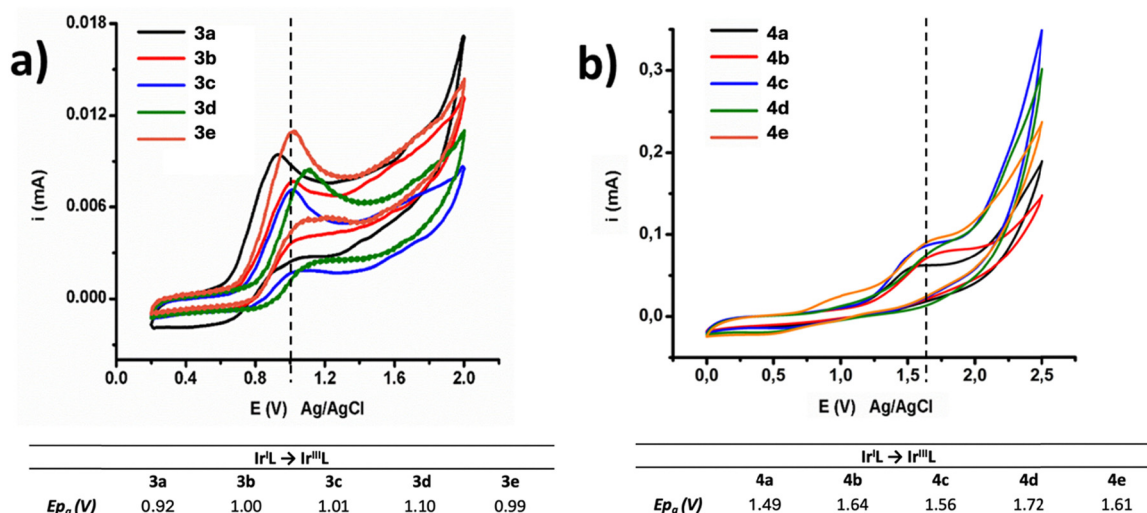 a)
3a
3b
3c
3d
3e
0.018
0.012
0.006
0.000
i (mA)
0.0 0.4 0.8 1.2 1.6 2.0
E (V) Ag/AgCl
IrᴵL → IrᴵᴵᴵL
3a 3b 3c 3d 3e
Epₐ (V) 0.92 1.00 1.01 1.10 0.99
b)
4a
4b
4c
4d
4e
0,3
0,2
0,1
0,0
i (mA)
0,0 0,5 1,0 1,5 2,0 2,5
E (V) Ag/AgCl
IrᴵL → IrᴵᴵᴵL
4a 4b 4c 4d 4e
Epₐ (V) 1.49 1.64 1.56 1.72 1.61